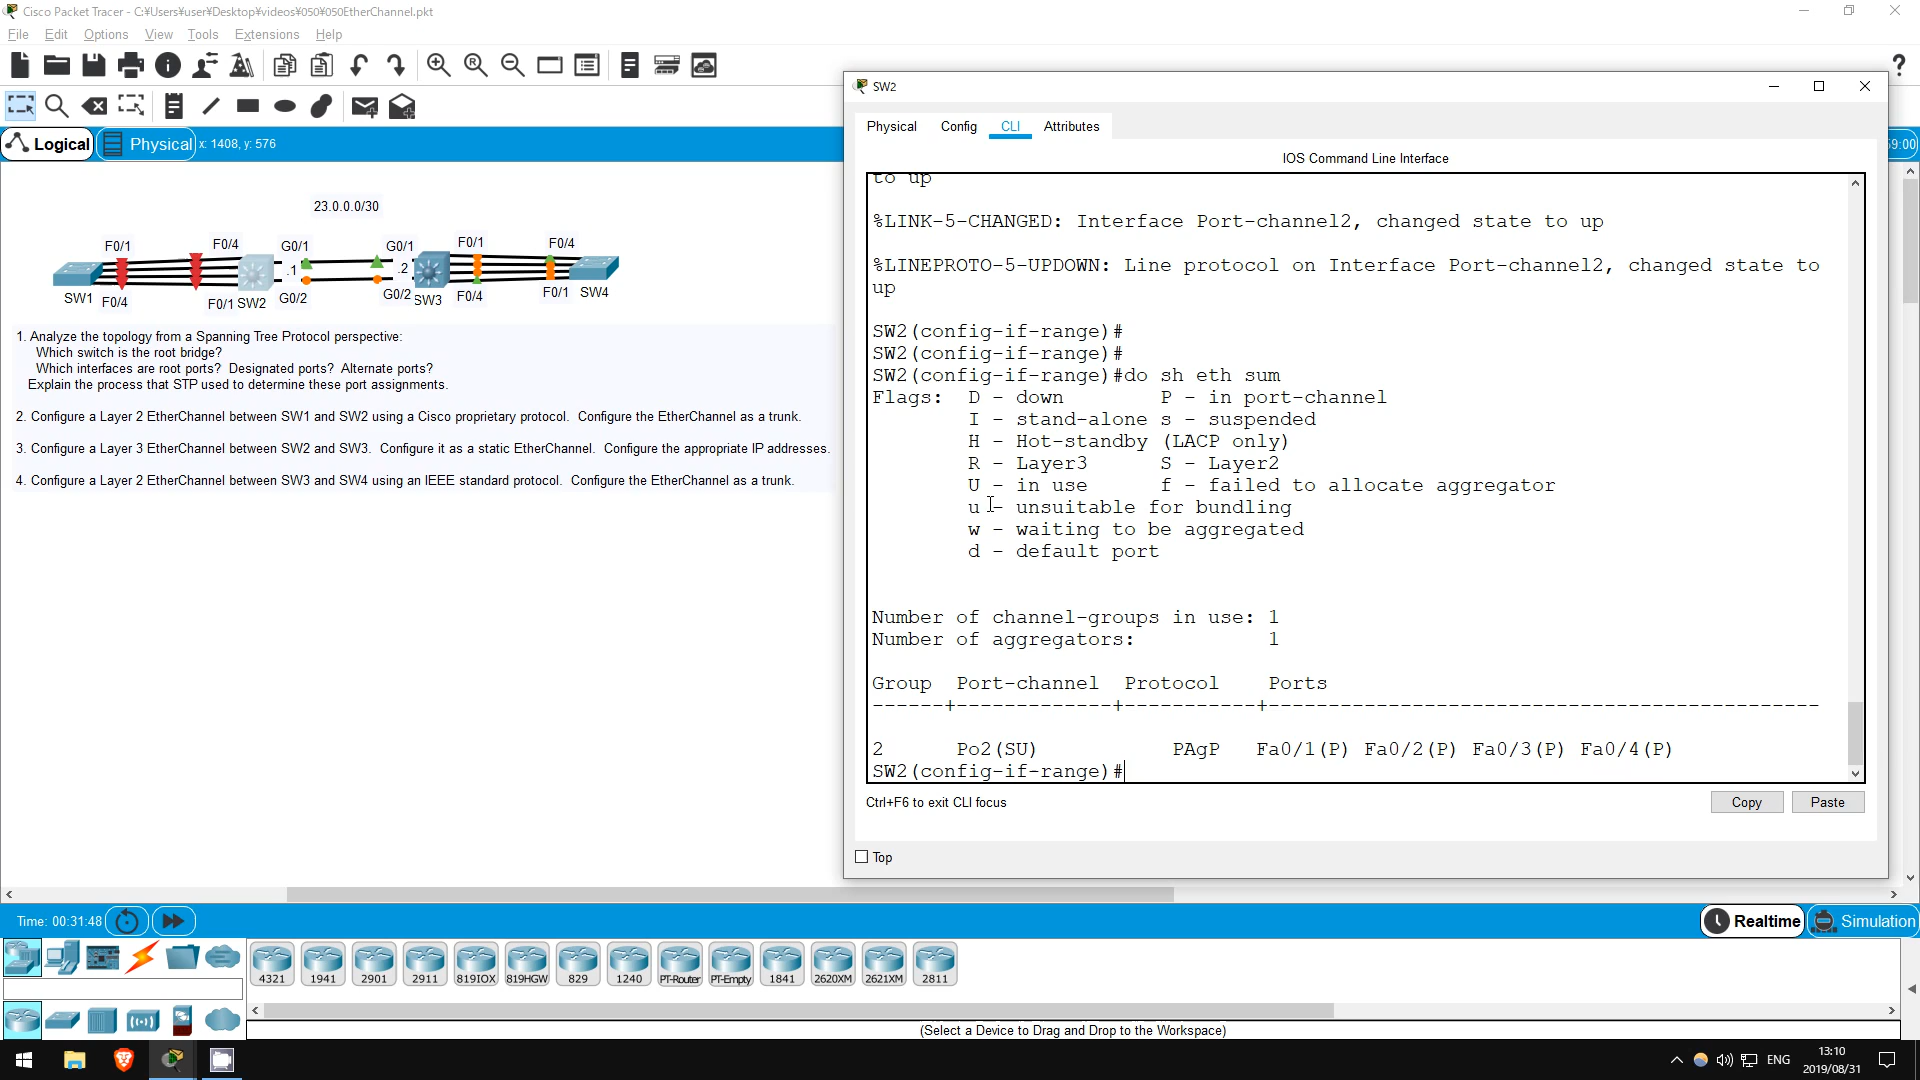 Cisco Packet Tracer - C:¥Users¥user¥Desktop¥videos¥050¥050EtherChannel.pkt
File Edit Options View Tools Extensions Help
?
Logical Physical x: 1408, y: 576
9:00
23.0.0.0/30
F0/1 F0/4 G0/1 G0/1 F0/1 F0/4
.1 .2
SW1 F0/4 F0/1 SW2 G0/2 G0/2 SW3 F0/4 F0/1 SW4
1. Analyze the topology from a Spanning Tree Protocol perspective:
Which switch is the root bridge?
Which interfaces are root ports? Designated ports? Alternate ports?
Explain the process that STP used to determine these port assignments.
2. Configure a Layer 2 EtherChannel between SW1 and SW2 using a Cisco proprietary protocol. Configure the EtherChannel as a trunk.
3. Configure a Layer 3 EtherChannel between SW2 and SW3. Configure it as a static EtherChannel. Configure the appropriate IP addresses.
4. Configure a Layer 2 EtherChannel between SW3 and SW4 using an IEEE standard protocol. Configure the EtherChannel as a trunk.
SW2
Physical Config CLI Attributes
IOS Command Line Interface
to up
%LINK-5-CHANGED: Interface Port-channel2, changed state to up
%LINEPROTO-5-UPDOWN: Line protocol on Interface Port-channel2, changed state to
up
SW2(config-if-range)#
SW2(config-if-range)#
SW2(config-if-range)#do sh eth sum
Flags: D - down P - in port-channel
I - stand-alone s - suspended
H - Hot-standby (LACP only)
R - Layer3 S - Layer2
U - in use f - failed to allocate aggregator
u - unsuitable for bundling
w - waiting to be aggregated
d - default port
Number of channel-groups in use: 1
Number of aggregators: 1
Group Port-channel Protocol Ports
------+-------------+-----------+----------------------------------------------
2 Po2(SU) PAgP Fa0/1(P) Fa0/2(P) Fa0/3(P) Fa0/4(P)
SW2(config-if-range)#
Ctrl+F6 to exit CLI focus
Copy Paste
Top
Time: 00:31:48
Realtime Simulation
4321 1941 2901 2911 819IOX 819HGW 829 1240 PT-Router PT-Empty 1841 2620XM 2621XM 2811
(Select a Device to Drag and Drop to the Workspace)
ENG
13:10
2019/08/31